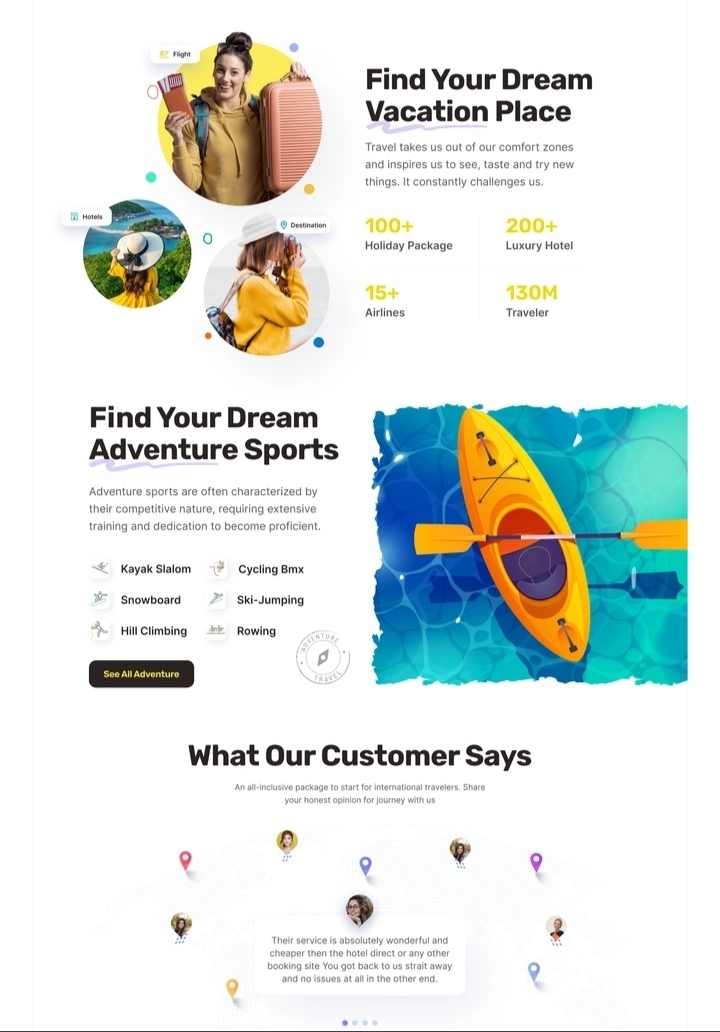 Flight
Find Your Dream
Vacation Place
Travel takes us out of our comfort zones
and inspires us to see, taste and try new
things. It constantly challenges us.
Hotels
Destination
100+
Holiday Package
200+
Luxury Hotel
15+
Airlines
130M
Traveler
Find Your Dream
Adventure Sports
Adventure sports are often characterized by
their competitive nature, requiring extensive
training and dedication to become proficient.
Kayak Slalom
Cycling Bmx
Snowboard
Ski-Jumping
Hill Climbing
Rowing
ADVENTURE
TRAVEL
See All Adventure
What Our Customer Says
An all-inclusive package to start for international travelers. Share
your honest opinion for journey with us
Their service is absolutely wonderful and
cheaper then the hotel direct or any other
booking site You got back to us strait away
and no issues at all in the other end.